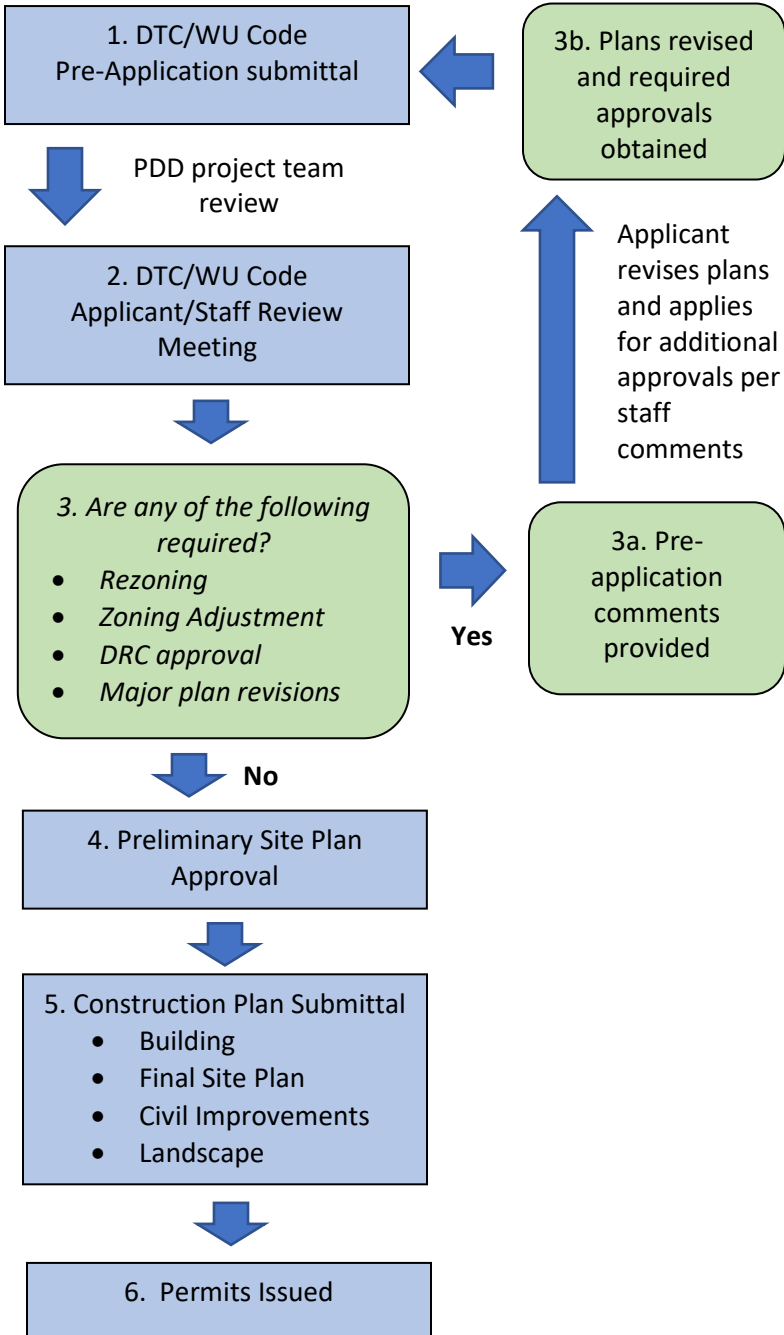 1. DTC/WU Code
Pre-Application submittal
PDD project team
review
2. DTC/WU Code
Applicant/Staff Review
Meeting
3. Are any of the following
required?
• Rezoning
• Zoning Adjustment
• DRC approval
• Major plan revisions
Yes
3a. Pre-
application
comments
provided
Applicant
revises plans
and applies
for additional
approvals per
staff
comments
3b. Plans revised
and required
approvals
obtained
No
4. Preliminary Site Plan
Approval
5. Construction Plan Submittal
• Building
• Final Site Plan
• Civil Improvements
• Landscape
6. Permits Issued